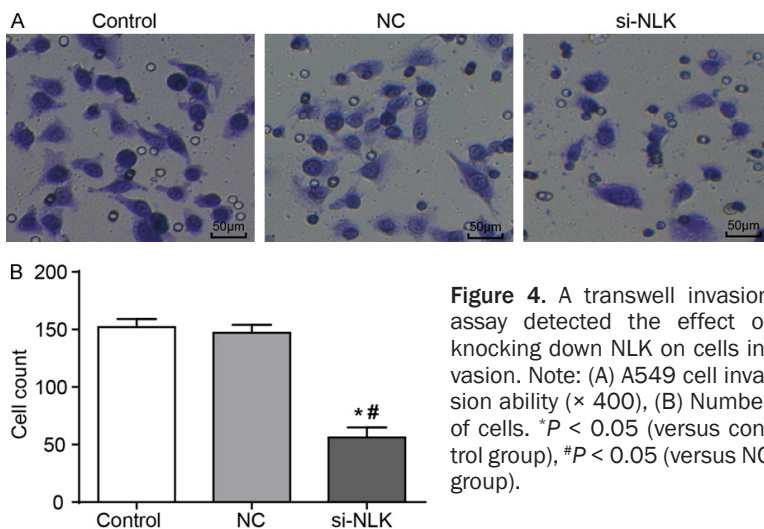 A
Control
NC
si-NLK
50µm
50µm
50µm
B
200
150
100
50
0
Cell count
*#
Control
NC
si-NLK
Figure 4. A transwell invasion
assay detected the effect o
knocking down NLK on cells in
vasion. Note: (A) A549 cell inva
sion ability (× 400), (B) Number
of cells. *P < 0.05 (versus con
trol group), #P < 0.05 (versus NC
group).